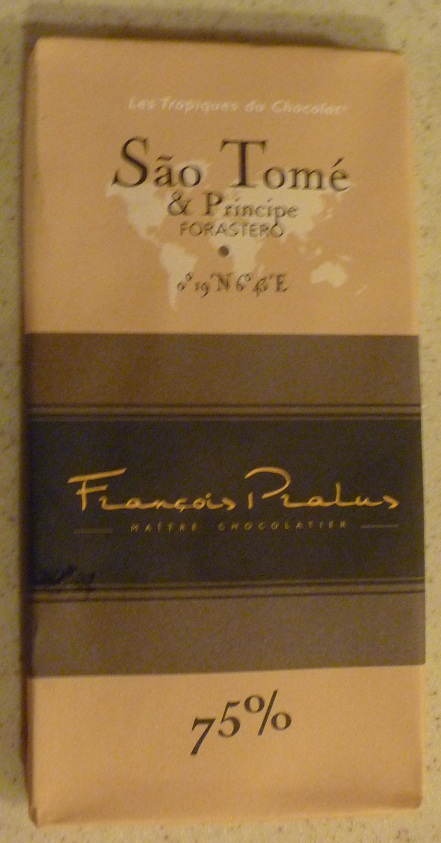 Les Tropiques du Chocolat
São Tomé
& Principe
FORASTERO
0°19'N 6°43'E
François Pralus
MAÎTRE CHOCOLATIER
75%